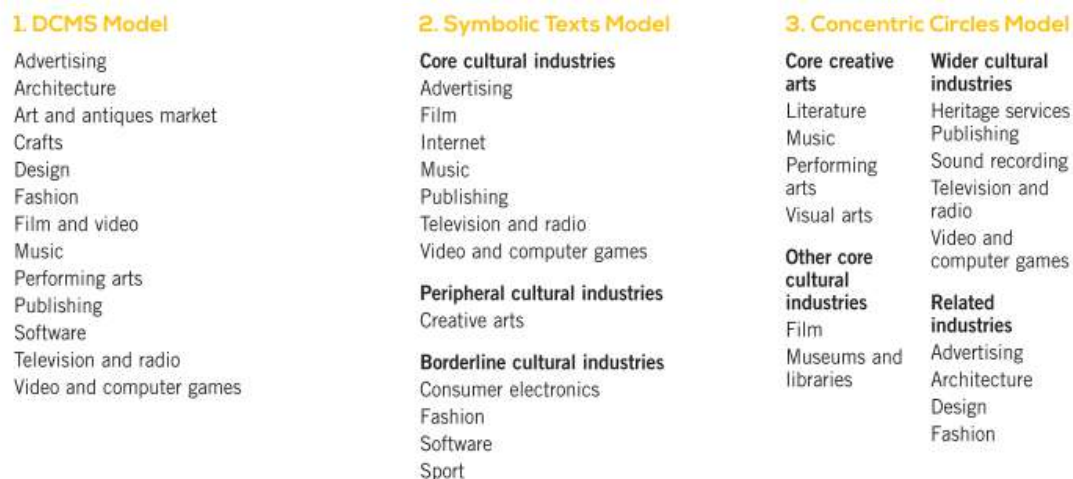 1. DCMS Model
Advertising
Architecture
Art and antiques market
Crafts
Design
Fashion
Film and video
Music
Performing arts
Publishing
Software
Television and radio
Video and computer games
2. Symbolic Texts Model
Core cultural industries
Advertising
Film
Internet
Music
Publishing
Television and radio
Video and computer games
Peripheral cultural industries
Creative arts
Borderline cultural industries
Consumer electronics
Fashion
Software
Sport
3. Concentric Circles Model
Core creative
arts
Literature
Music
Performing
arts
Visual arts
Other core
cultural
industries
Film
Museums and
libraries
Wider cultural
industries
Heritage services
Publishing
Sound recording
Television and
radio
Video and
computer games
Related
industries
Advertising
Architecture
Design
Fashion